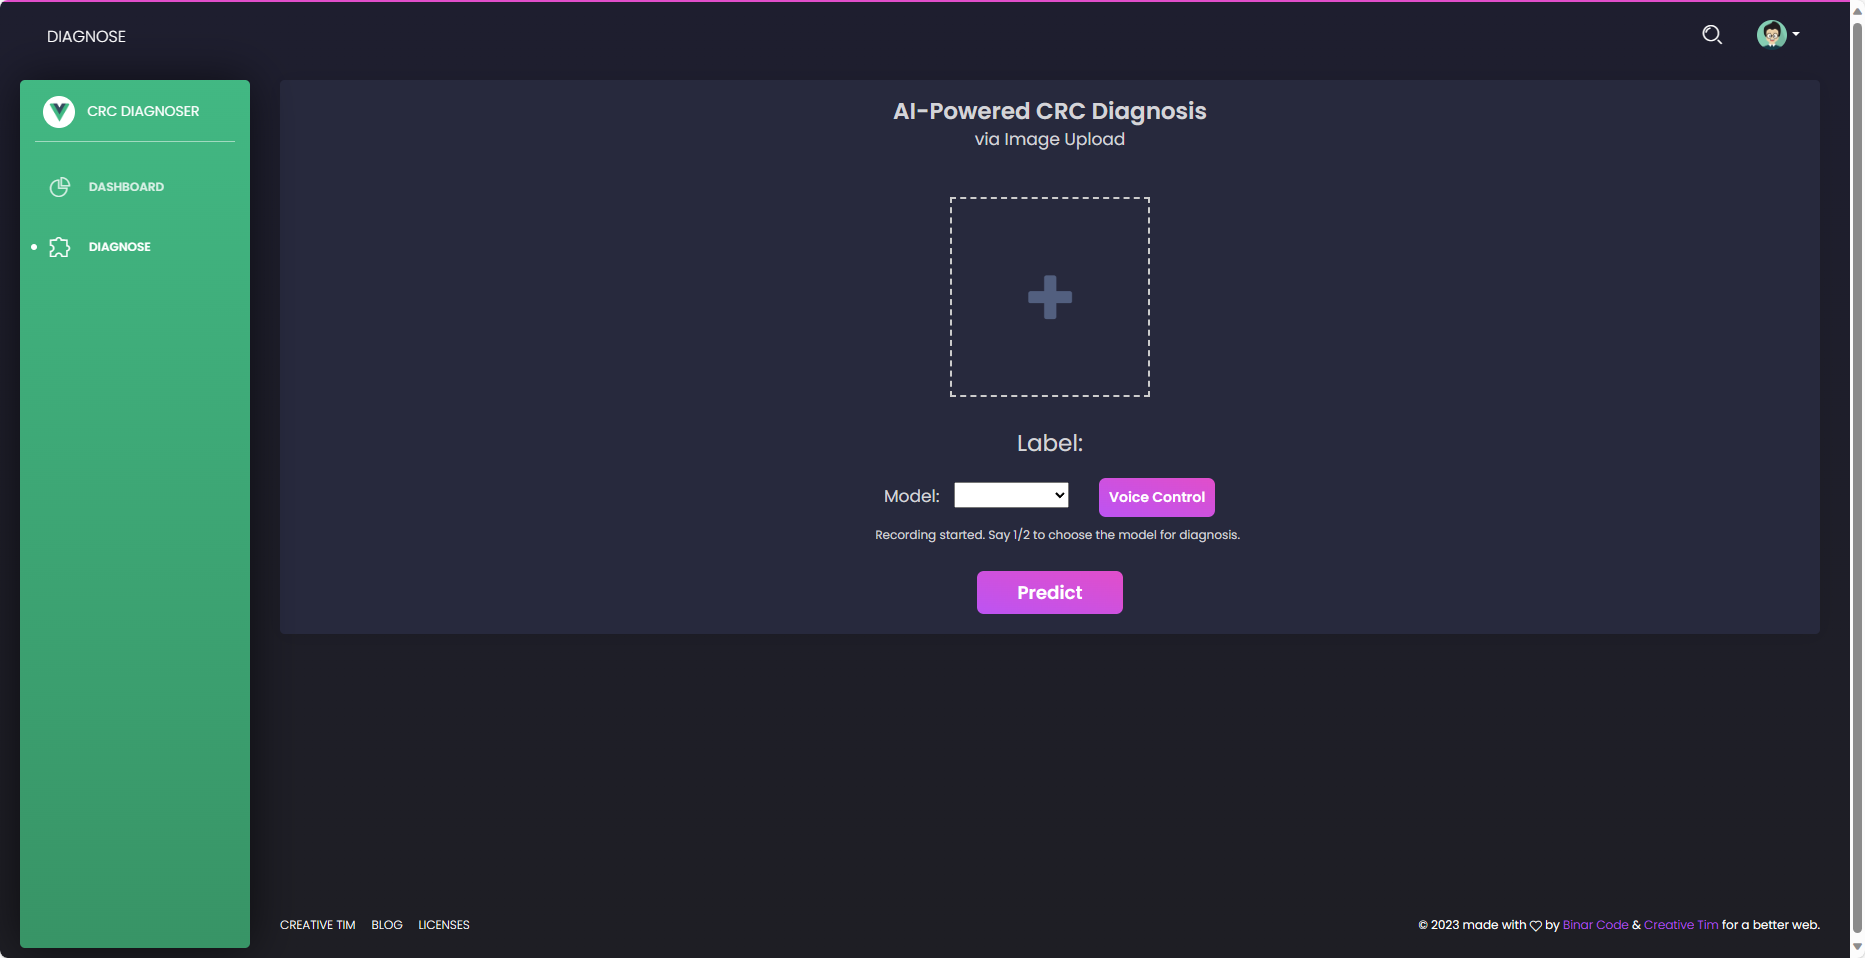 DIAGNOSE
CRC DIAGNOSER
DASHBOARD
DIAGNOSE
AI-Powered CRC Diagnosis
via Image Upload
Label:
Model:
Voice Control
Recording started. Say 1/2 to choose the model for diagnosis.
Predict
CREATIVE TIM BLOG LICENSES
© 2023 made with ♡ by Binar Code & Creative Tim for a better web.